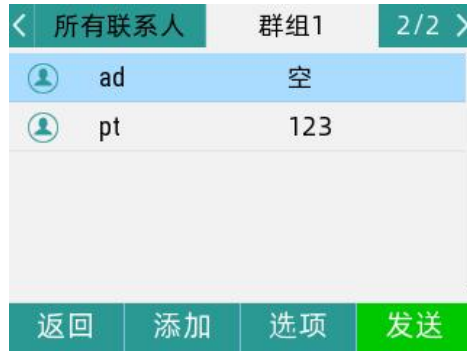 所有联系人 群组1 2/2
ad 空
pt 123
返回 添加 选项 发送